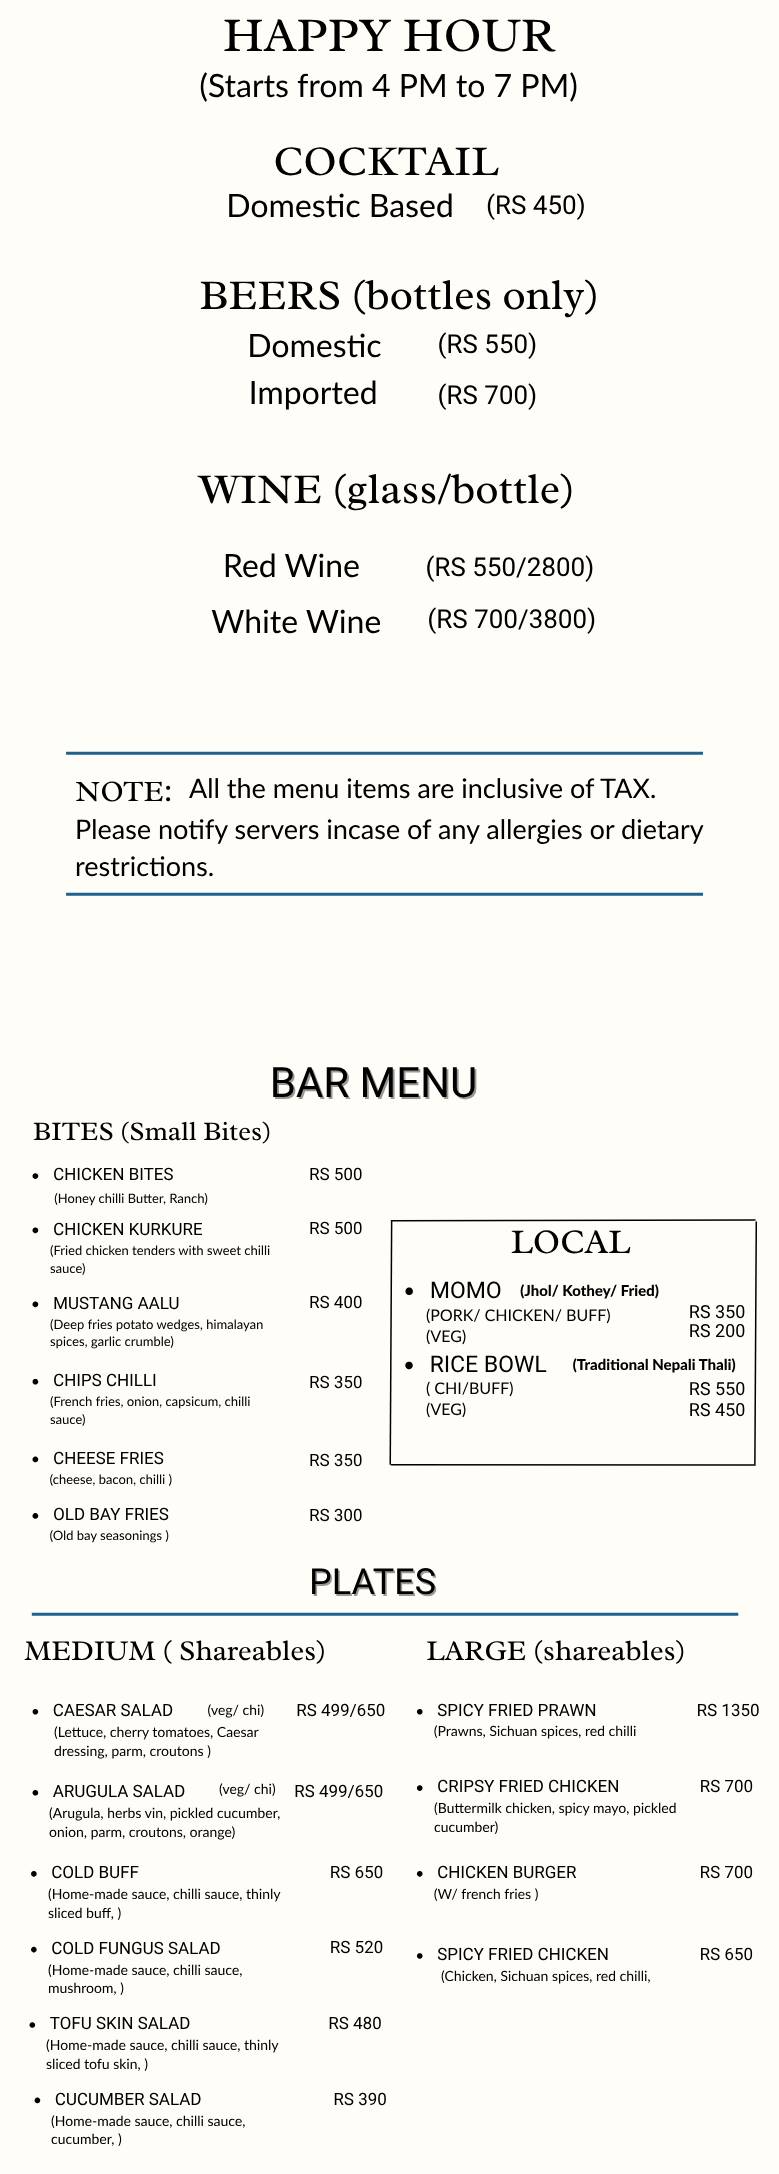 HAPPY HOUR
(Starts from 4 PM to 7 PM)
COCKTAIL
Domestic Based (RS 450)
BEERS (bottles only)
Domestic (RS 550)
Imported (RS 700)
WINE (glass/bottle)
Red Wine (RS 550/2800)
White Wine (RS 700/3800)
NOTE: All the menu items are inclusive of TAX.
Please notify servers incase of any allergies or dietary
restrictions.
BAR MENU
BITES (Small Bites)
• CHICKEN BITES RS 500
(Honey chilli Butter, Ranch)
• CHICKEN KURKURE RS 500
(Fried chicken tenders with sweet chilli
sauce)
• MUSTANG AALU RS 400
(Deep fries potato wedges, himalayan
spices, garlic crumble)
• CHIPS CHILLI RS 350
(French fries, onion, capsicum, chilli
sauce)
• CHEESE FRIES RS 350
(cheese, bacon, chilli )
• OLD BAY FRIES RS 300
(Old bay seasonings )
LOCAL
• MOMO (Jhol/ Kothey/ Fried)
(PORK/ CHICKEN/ BUFF) RS 350
(VEG) RS 200
• RICE BOWL (Traditional Nepali Thali)
( CHI/BUFF) RS 550
(VEG) RS 450
PLATES
MEDIUM ( Shareables)
• CAESAR SALAD (veg/ chi) RS 499/650
(Lettuce, cherry tomatoes, Caesar
dressing, parm, croutons )
• ARUGULA SALAD (veg/ chi) RS 499/650
(Arugula, herbs vin, pickled cucumber,
onion, parm, croutons, orange)
• COLD BUFF RS 650
(Home-made sauce, chilli sauce, thinly
sliced buff, )
• COLD FUNGUS SALAD RS 520
(Home-made sauce, chilli sauce,
mushroom, )
• TOFU SKIN SALAD RS 480
(Home-made sauce, chilli sauce, thinly
sliced tofu skin, )
• CUCUMBER SALAD RS 390
(Home-made sauce, chilli sauce,
cucumber, )
LARGE (shareables)
• SPICY FRIED PRAWN RS 1350
(Prawns, Sichuan spices, red chilli
• CRIPSY FRIED CHICKEN RS 700
(Buttermilk chicken, spicy mayo, pickled
cucumber)
• CHICKEN BURGER RS 700
(W/ french fries )
• SPICY FRIED CHICKEN RS 650
(Chicken, Sichuan spices, red chilli,